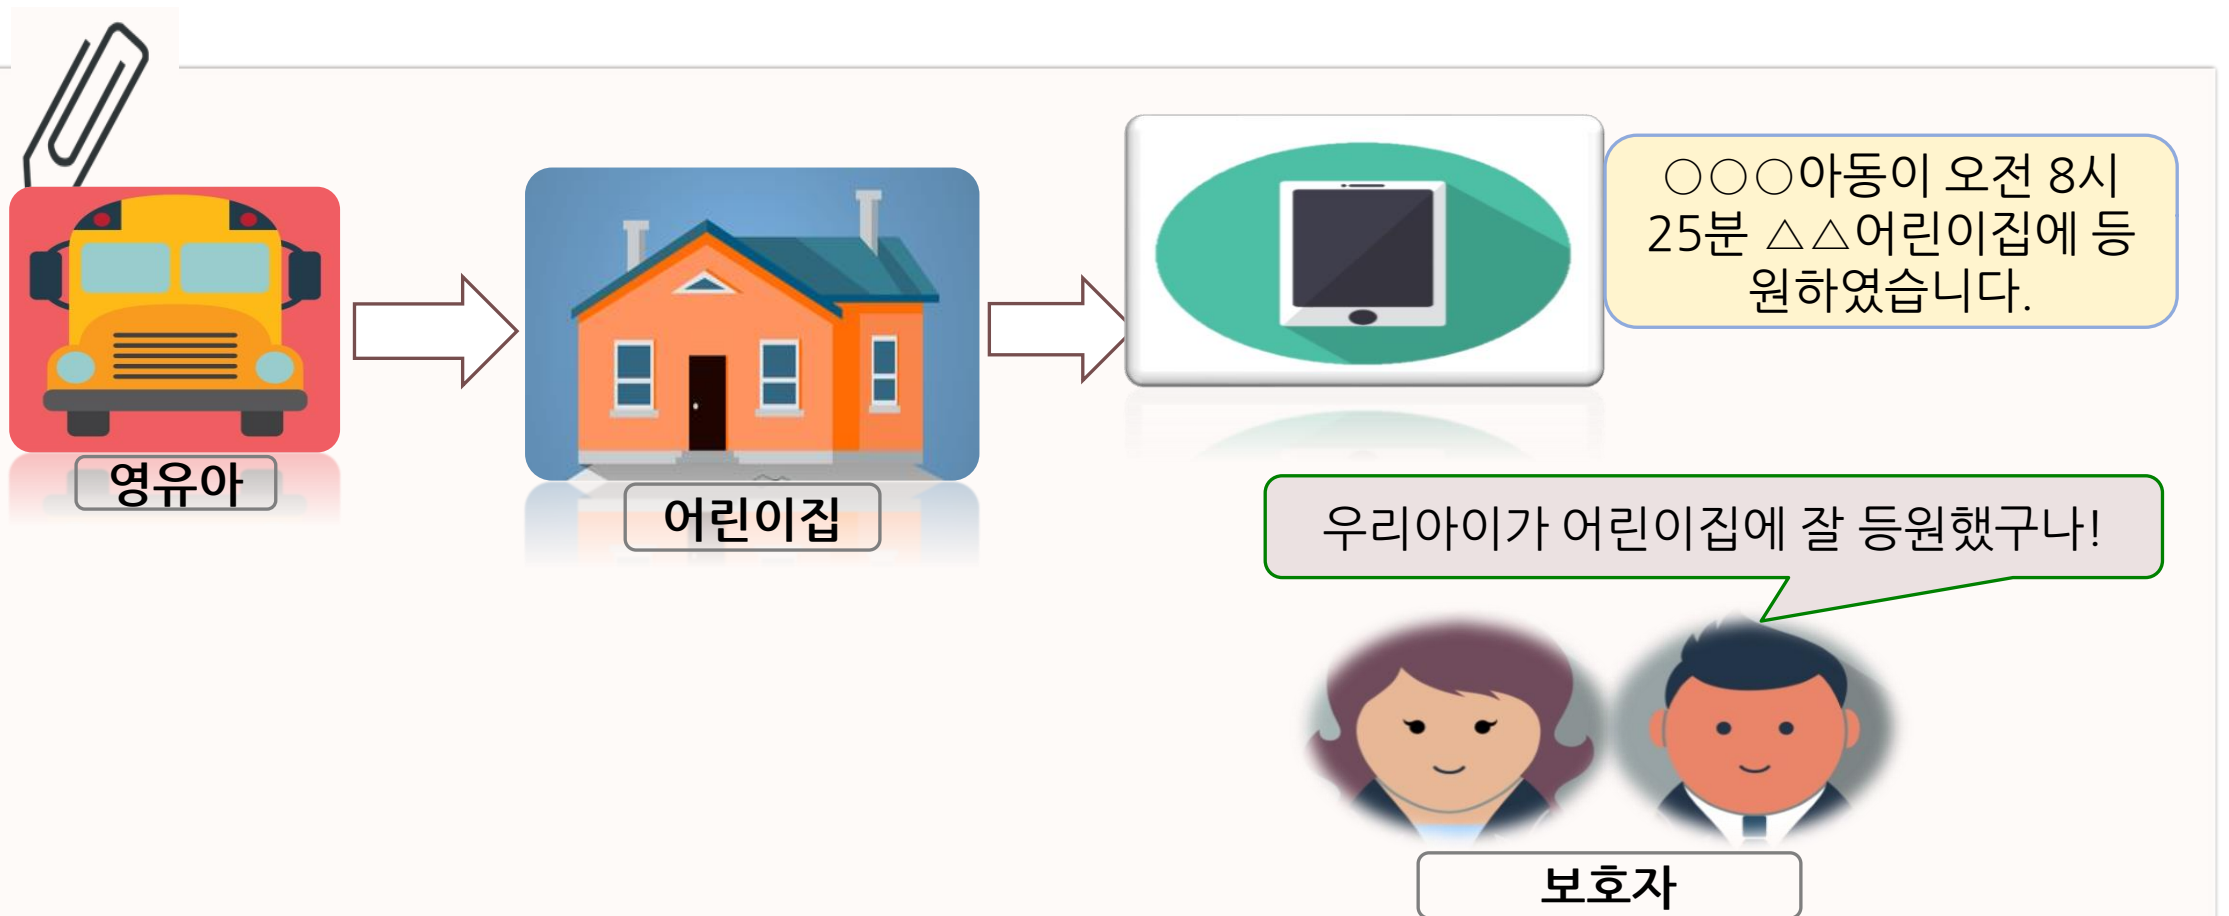 ○○○아동이 오전 8시
25분 △△어린이집에 등
원하였습니다.
영유아
어린이집
우리아이가 어린이집에 잘 등원했구나!
보호자